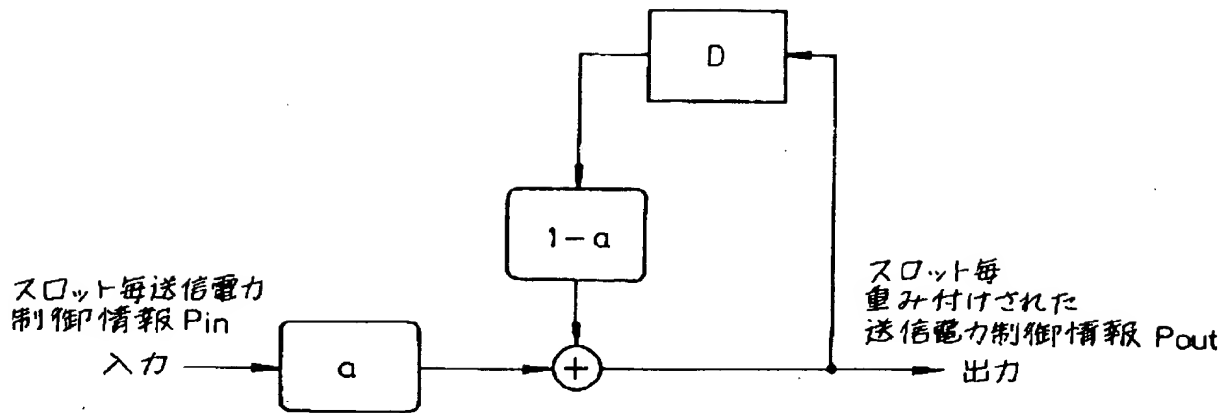 D
1-a
スロット毎送信電力
制御情報 Pin
入力
a
+
スロット毎
重み付けされた
送信電力制御情報 Pout
出力